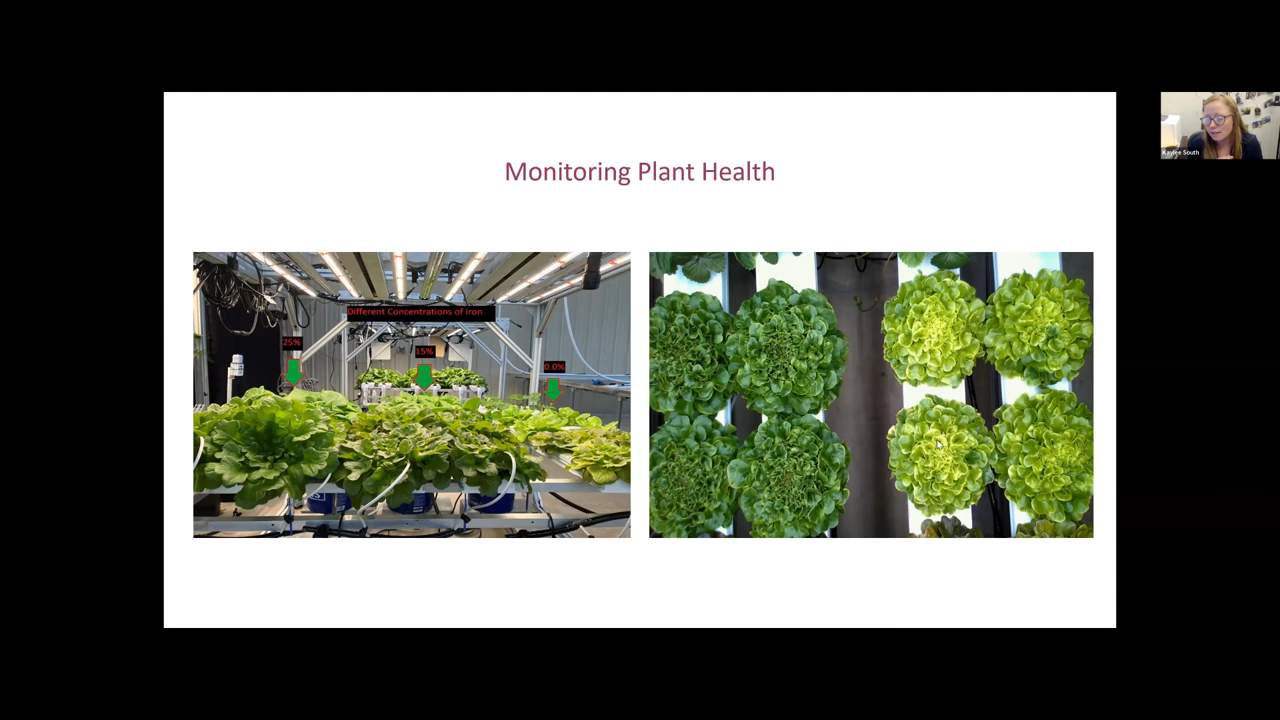 Monitoring Plant Health
Different Concentrations of Iron
25%
15%
0.0%
Kaylee South